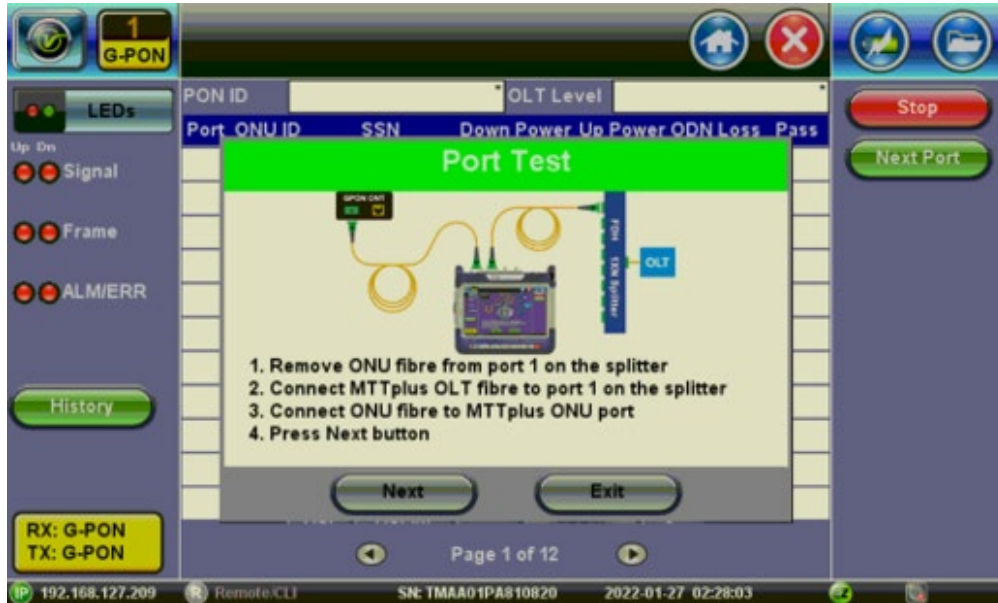 1
G-PON
LEDs
PON ID
OLT Level
Stop
Port ONU ID SSN Down Power Up Power ODN Loss Pass
Up Dn
Port Test
Next Port
Signal
GPON ONT
Frame
FDH 1XN Splitter
OLT
ALM/ERR
1. Remove ONU fibre from port 1 on the splitter
2. Connect MTTplus OLT fibre to port 1 on the splitter
3. Connect ONU fibre to MTTplus ONU port
4. Press Next button
History
Next
Exit
RX: G-PON
TX: G-PON
Page 1 of 12
IP 192.168.127.209
R Remote/CLI
SN: TMAA01PA810820
2022-01-27 02:28:03